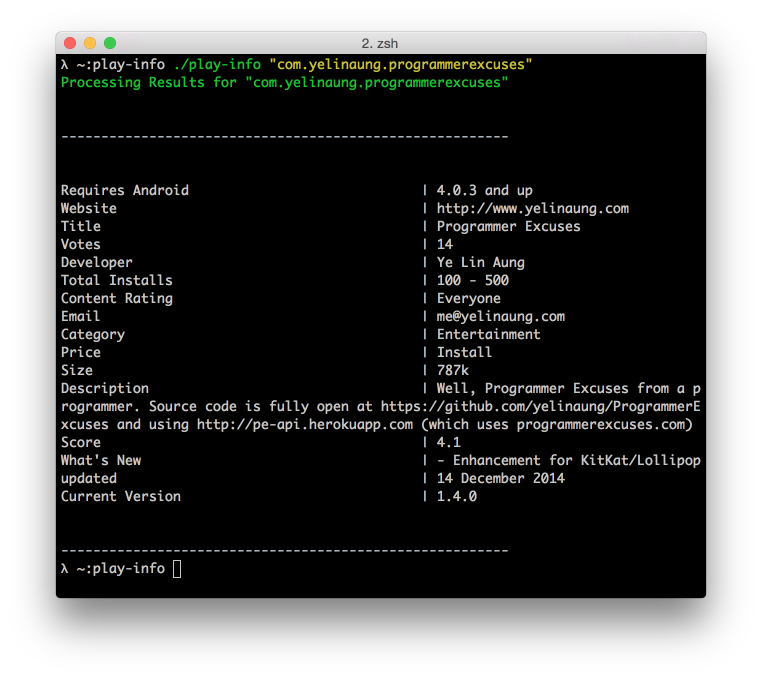 2. zsh
λ ~:play-info ./play-info "com.yelinaung.programmerexcuses"
Processing Results for "com.yelinaung.programmerexcuses"
--------------------------------------------------------
Requires Android | 4.0.3 and up
Website | http://www.yelinaung.com
Title | Programmer Excuses
Votes | 14
Developer | Ye Lin Aung
Total Installs | 100 - 500
Content Rating | Everyone
Email | me@yelinaung.com
Category | Entertainment
Price | Install
Size | 787k
Description | Well, Programmer Excuses from a p
rogrammer. Source code is fully open at https://github.com/yelinaung/ProgrammerE
xcuses and using http://pe-api.herokuapp.com (which uses programmerexcuses.com)
Score | 4.1
What's New | - Enhancement for KitKat/Lollipop
updated | 14 December 2014
Current Version | 1.4.0
--------------------------------------------------------
λ ~:play-info